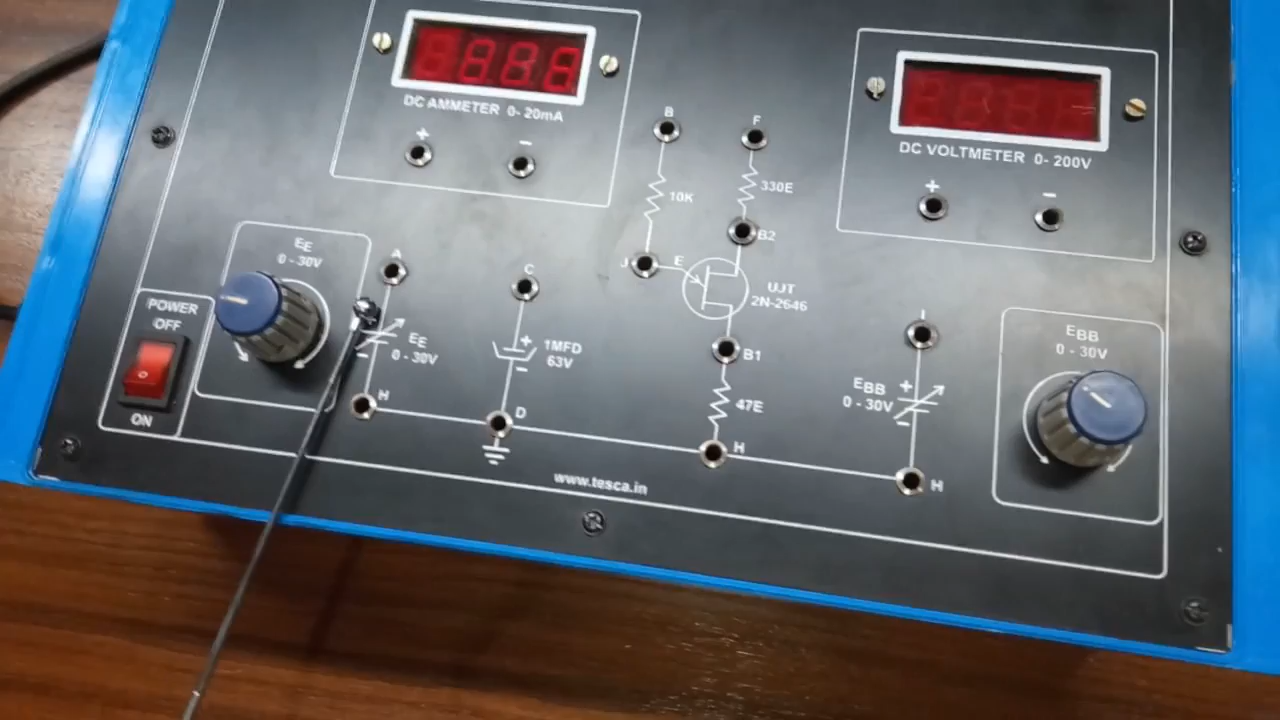 DC AMMETER 0- 20mA
+
-
DC VOLTMETER 0- 200V
+
-
B
F
10K
330E
B2
J
E
UJT
2N-2646
B1
47E
H
EE
0 - 30V
POWER
OFF
ON
A
EE
0 - 30V
-
H
C
+
1MFD
63V
-
D
EBB
0 - 30V
+
-
H
EBB
0 - 30V
www.tesca.in